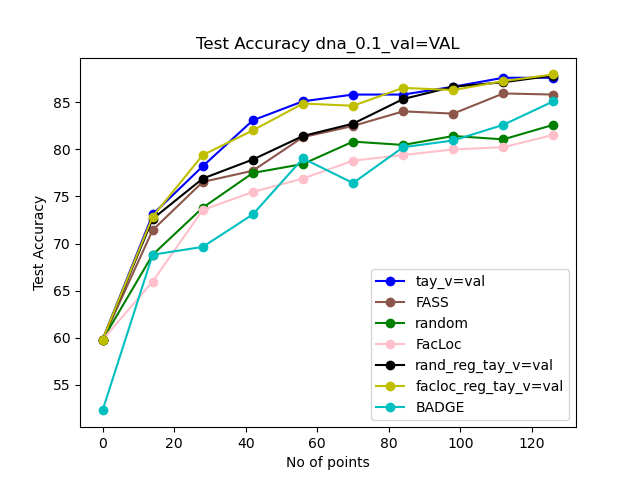 Test Accuracy dna_0.1_val=VAL
Test Accuracy
85
80
75
70
65
60
55
0
20
40
60
80
100
120
No of points
tay_v=val
FASS
random
FacLoc
rand_reg_tay_v=val
facloc_reg_tay_v=val
BADGE